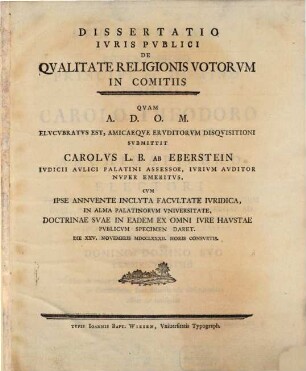 DISSERTATIO
IVRIS PVBLICI
DE
QVALITATE RELIGIONIS VOTORVM
IN COMITIIS
QVAM
A. D. O. M.
ELVCVBRATVS EST, AMICAEQVE ERVDITORVM DISQVISITIONI
SVBMITTIT
CAROLVS L. B. AB EBERSTEIN
IVDICII AVLICI PALATINI ASSESSOR, IVRIVM AVDITOR
NVPER EMERITVS,
CVM
IPSE ANNVENTE INCLYTA FACVLTATE IVRIDICA,
IN ALMA PALATINORVM VNIVERSITATE,
DOCTRINAE SVAE IN EADEM EX OMNI IVRE HAVSTAE
PVBLICVM SPECIMEN DARET.
DIE XXV. NOVEMBRIS MDCCLXXXII. HORIS CONSVETIS.
TYPIS IOANNIS BAPT. WIESEN, Vniuersitatis Typograph.